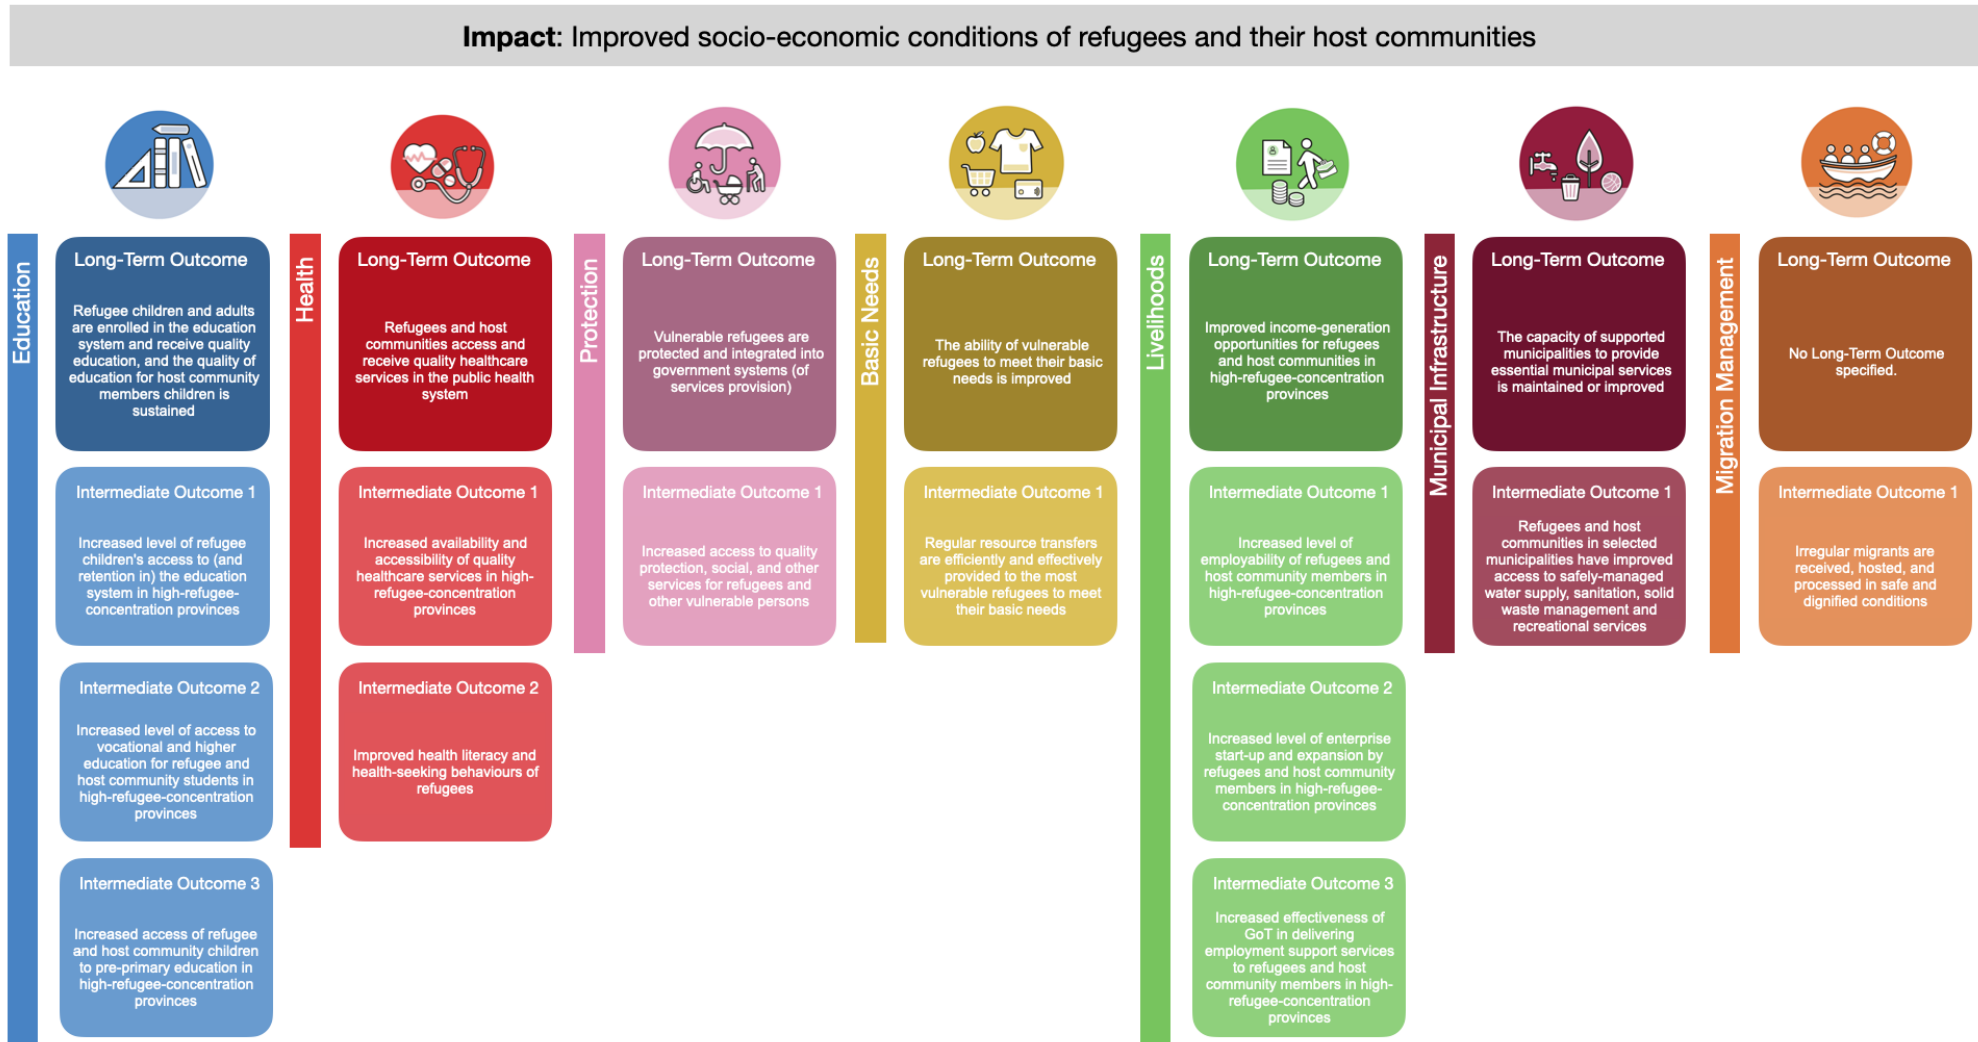 Impact: Improved socio-economic conditions of refugees and their host communities
Education
Long-Term Outcome
Refugee children and adults
are enrolled in the education
system and receive quality
education, and the quality of
education for host community
members children is
sustained
Intermediate Outcome 1
Increased level of refugee
children's access to (and
retention in) the education
system in high-refugee-
concentration provinces
Intermediate Outcome 2
Increased level of access to
vocational and higher
education for refugee and
host community students in
high-refugee-concentration
provinces
Intermediate Outcome 3
Increased access of refugee
and host community children
to pre-primary education in
high-refugee-concentration
provinces
Health
Long-Term Outcome
Refugees and host
communities access and
receive quality healthcare
services in the public health
system
Intermediate Outcome 1
Increased availability and
accessibility of quality
healthcare services in high-
refugee-concentration
provinces
Intermediate Outcome 2
Improved health literacy and
health-seeking behaviours of
refugees
Protection
Long-Term Outcome
Vulnerable refugees are
protected and integrated into
government systems (of
services provision)
Intermediate Outcome 1
Increased access to quality
protection, social, and other
services for refugees and
other vulnerable persons
Basic Needs
Long-Term Outcome
The ability of vulnerable
refugees to meet their basic
needs is improved
Intermediate Outcome 1
Regular resource transfers
are efficiently and effectively
provided to the most
vulnerable refugees to meet
their basic needs
Livelihoods
Long-Term Outcome
Improved income-generation
opportunities for refugees
and host communities in
high-refugee-concentration
provinces
Intermediate Outcome 1
Increased level of
employability of refugees and
host community members in
high-refugee-concentration
provinces
Intermediate Outcome 2
Increased level of enterprise
start-up and expansion by
refugees and host community
members in high-refugee-
concentration provinces
Intermediate Outcome 3
Increased effectiveness of
GoT in delivering
employment support services
to refugees and host
community members in high-
refugee-concentration
provinces
Municipal Infrastructure
Long-Term Outcome
The capacity of supported
municipalities to provide
essential municipal services
is maintained or improved
Intermediate Outcome 1
Refugees and host
communities in selected
municipalities have improved
access to safely-managed
water supply, sanitation, solid
waste management and
recreational services
Migration Management
Long-Term Outcome
No Long-Term Outcome
specified.
Intermediate Outcome 1
Irregular migrants are
received, hosted, and
processed in safe and
dignified conditions